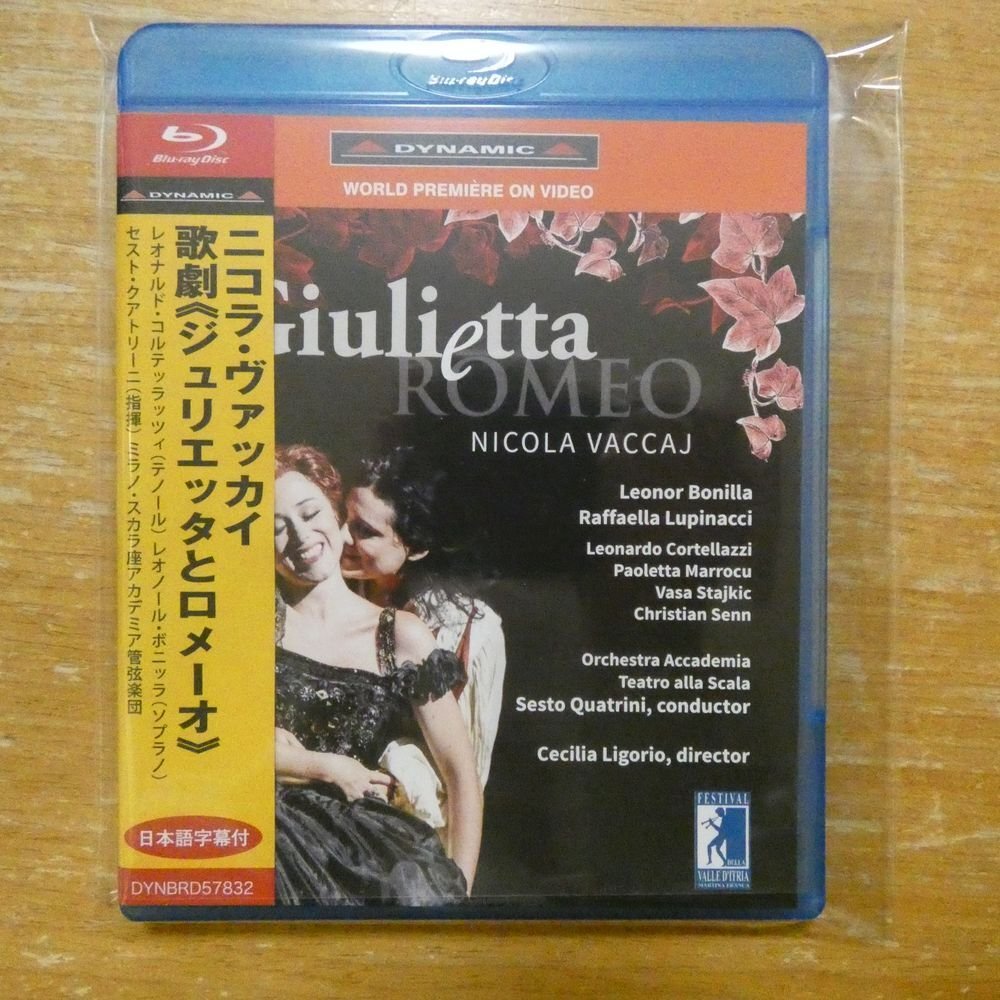 Blu-ray Disc
Blu-ray Disc
DYNAMIC
ニコラ・ヴァッカイ
歌劇《ジュリエッタとロメーオ》
レオナルド・コルテッラッツィ(テノール) レオノール・ボニッラ(ソプラノ)
セスト・クアトリーニ(指揮) ミラノ・スカラ座アカデミア管弦楽団
日本語字幕付
DYNBRD57832
DYNAMIC
WORLD PREMIÈRE ON VIDEO
Giulietta
e ROMEO
NICOLA VACCAJ
Leonor Bonilla
Raffaella Lupinacci
Leonardo Cortellazzi
Paoletta Marrocu
Vasa Stajkic
Christian Senn
Orchestra Accademia
Teatro alla Scala
Sesto Quatrini, conductor
Cecilia Ligorio, director
FESTIVAL
DELLA
VALLE D'ITRIA
MARTINA FRANCA